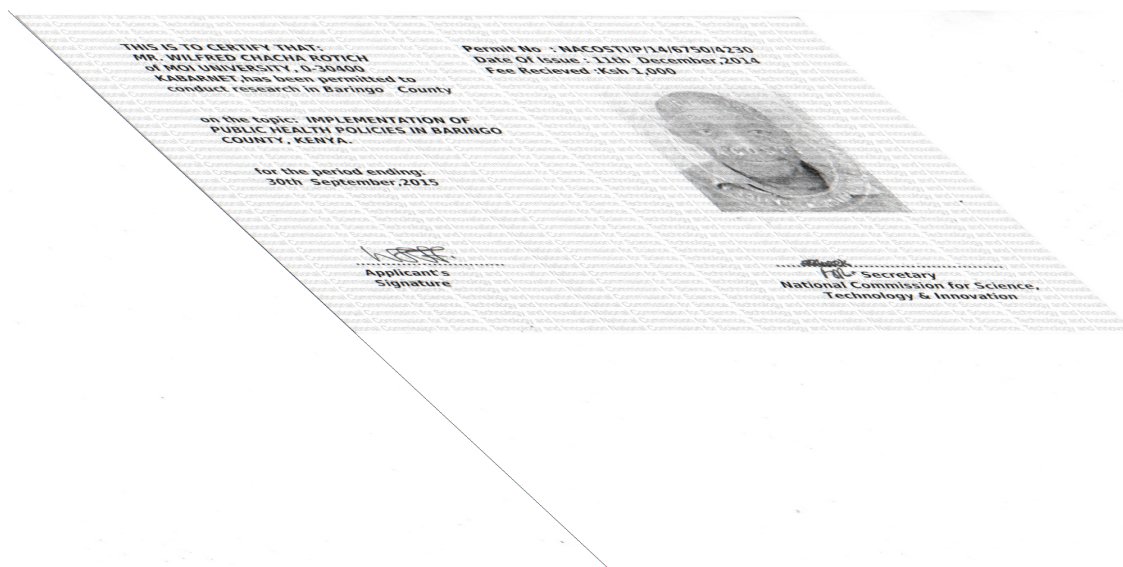 THIS IS TO CERTIFY THAT:
MR. WILFRED CHACHA ROTICH
of MOI UNIVERSITY, 0-30400
KABARNET,has been permitted to
conduct research in Baringo County
on the topic: IMPLEMENTATION OF
PUBLIC HEALTH POLICIES IN BARINGO
COUNTY, KENYA.
for the period ending:
30th September,2015
Applicant's
Signature
Permit No : NACOSTI/P/14/6750/4230
Date Of Issue : 11th December,2014
Fee Recieved :Ksh 1,000
Secretary
National Commission for Science,
Technology & Innovation